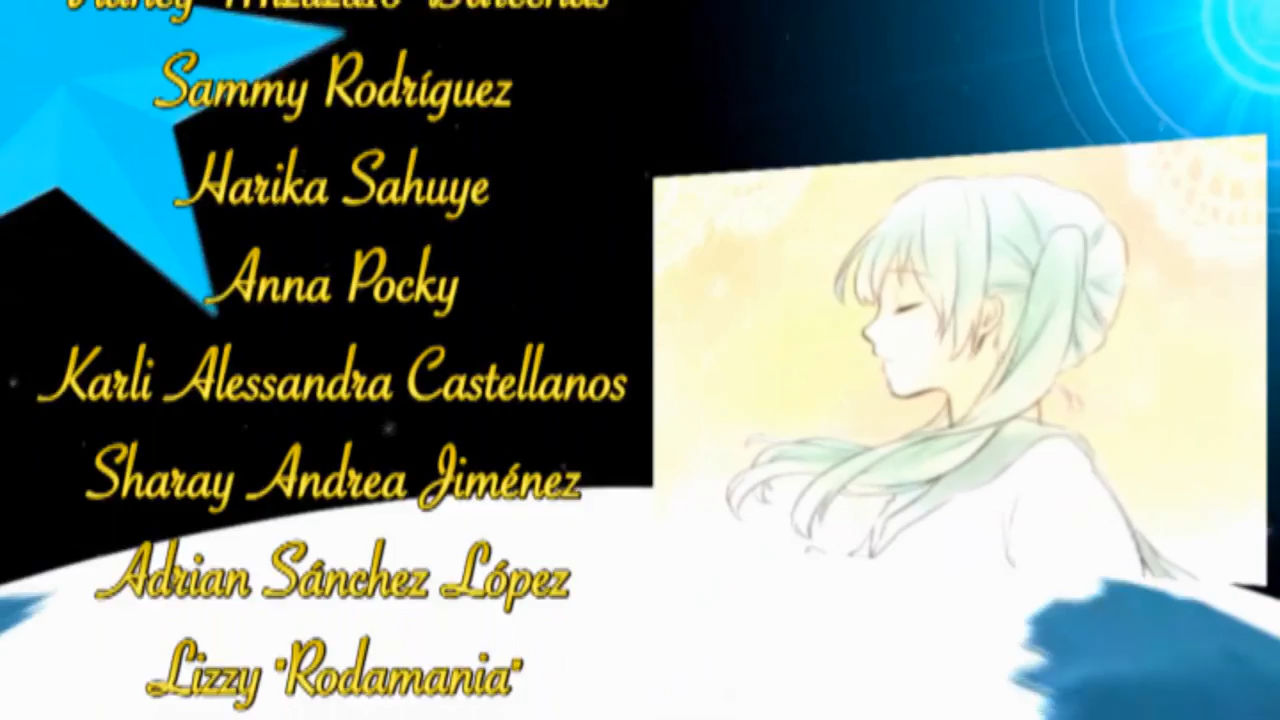 Sammy Rodríguez
Harika Sahuye
Anna Pocky
Karli Alessandra Castellanos
Sharay Andrea Jiménez
Adrian Sánchez López
Lizzy "Rodamania"